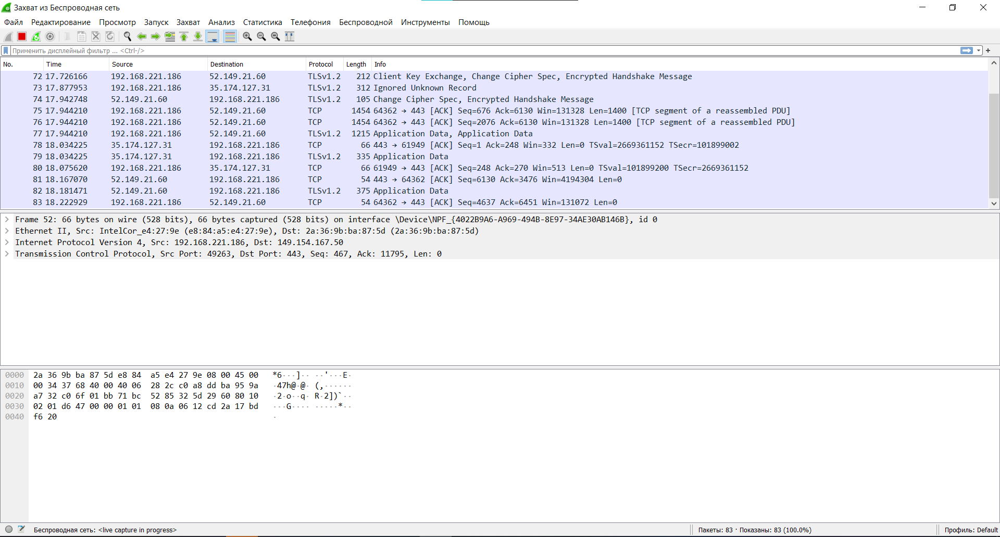 Захват из Беспроводная сеть
Файл Редактирование Просмотр Запуск Захват Анализ Статистика Телефония Беспроводной Инструменты Помощь
Применить дисплейный фильтр ... <Ctrl-/>
No. Time Source Destination Protocol Length Info
72 17.726166 192.168.221.186 52.149.21.60 TLSv1.2 212 Client Key Exchange, Change Cipher Spec, Encrypted Handshake Message
73 17.877953 192.168.221.186 35.174.127.31 TLSv1.2 312 Ignored Unknown Record
74 17.942748 52.149.21.60 192.168.221.186 TLSv1.2 105 Change Cipher Spec, Encrypted Handshake Message
75 17.944210 192.168.221.186 52.149.21.60 TCP 1454 64362 → 443 [ACK] Seq=676 Ack=6130 Win=131328 Len=1400 [TCP segment of a reassembled PDU]
76 17.944210 192.168.221.186 52.149.21.60 TCP 1454 64362 → 443 [ACK] Seq=2076 Ack=6130 Win=131328 Len=1400 [TCP segment of a reassembled PDU]
77 17.944210 192.168.221.186 52.149.21.60 TLSv1.2 1215 Application Data, Application Data
78 18.034225 35.174.127.31 192.168.221.186 TCP 66 443 → 61949 [ACK] Seq=1 Ack=248 Win=332 Len=0 TSval=2669361152 TSecr=101899002
79 18.034225 35.174.127.31 192.168.221.186 TLSv1.2 335 Application Data
80 18.075620 192.168.221.186 35.174.127.31 TCP 66 61949 → 443 [ACK] Seq=248 Ack=270 Win=513 Len=0 TSval=101899200 TSecr=2669361152
81 18.167070 52.149.21.60 192.168.221.186 TCP 54 443 → 64362 [ACK] Seq=6130 Ack=3476 Win=4194304 Len=0
82 18.181471 52.149.21.60 192.168.221.186 TLSv1.2 375 Application Data
83 18.222929 192.168.221.186 52.149.21.60 TCP 54 64362 → 443 [ACK] Seq=4637 Ack=6451 Win=131072 Len=0
Frame 52: 66 bytes on wire (528 bits), 66 bytes captured (528 bits) on interface \Device\NPF_{4022B9A6-A969-494B-8E97-34AE30AB146B}, id 0
Ethernet II, Src: IntelCor_e4:27:9e (e8:84:a5:e4:27:9e), Dst: 2a:36:9b:ba:87:5d (2a:36:9b:ba:87:5d)
Internet Protocol Version 4, Src: 192.168.221.186, Dst: 149.154.167.50
Transmission Control Protocol, Src Port: 49263, Dst Port: 443, Seq: 467, Ack: 11795, Len: 0
0000 2a 36 9b ba 87 5d e8 84 a5 e4 27 9e 08 00 45 00 *6···]·· ··'···E·
0010 00 34 37 68 40 00 40 06 28 2c c0 a8 dd ba 95 9a ·47h@·@· (,······
0020 a7 32 c0 6f 01 bb 71 bc 52 85 32 5d 29 60 80 10 ·2·o··q· R·2])`··
0030 02 01 d6 47 00 00 01 01 08 0a 06 12 cd 2a 17 bd ···G···· ·····*··
0040 f6 20 ·
Беспроводная сеть: <live capture in progress> Пакеты: 83 · Показаны: 83 (100.0%) Профиль: Default